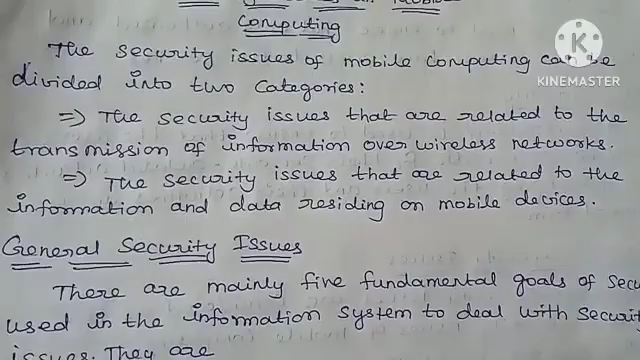 Computing
The security issues of mobile computing can be
divided into two categories:
=> The security issues that are related to the
transmission of information over wireless networks.
=> The security issues that are related to the
information and data residing on mobile devices.
General Security Issues
There are mainly five fundamental goals of secu
used in the information system to deal with securit
issues. They are
KINEMASTER